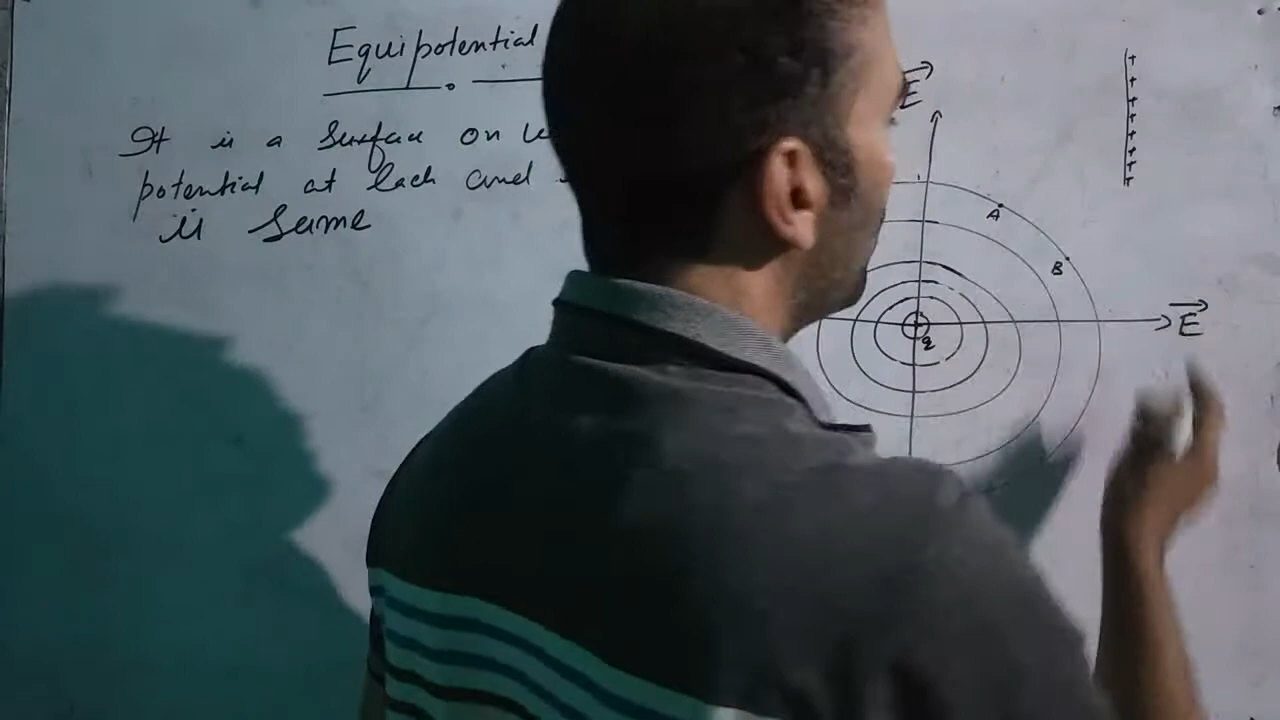 Equipotential
It is a Surface on
potential at each and
is same
E
A
B
q
E
+
+
+
+
+
+
+